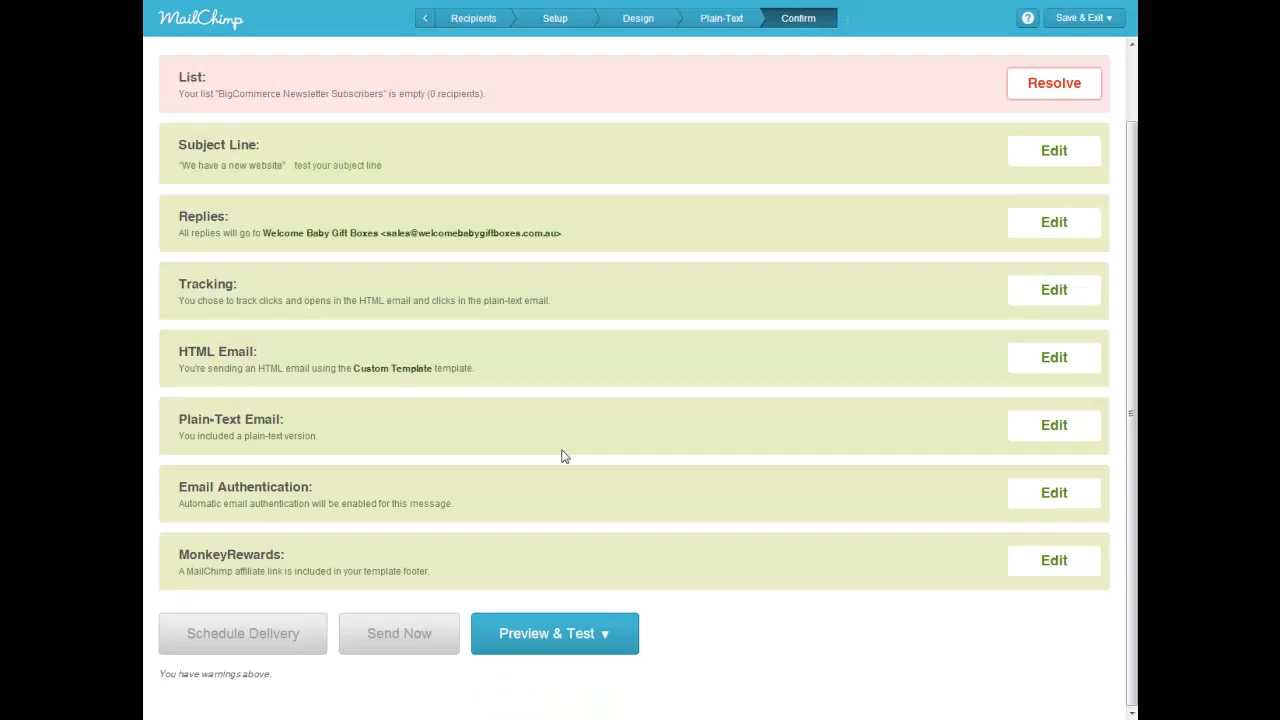 MailChimp
Recipients
Setup
Design
Plain-Text
Confirm
?
Save & Exit ▾
List:
Your list "BigCommerce Newsletter Subscribers" is empty (0 recipients).
Resolve
Subject Line:
"We have a new website" test your subject line
Edit
Replies:
All replies will go to Welcome Baby Gift Boxes <sales@welcomebabygiftboxes.com.au>
Edit
Tracking:
You chose to track clicks and opens in the HTML email and clicks in the plain-text email.
Edit
HTML Email:
You're sending an HTML email using the Custom Template template.
Edit
Plain-Text Email:
You included a plain-text version.
Edit
Email Authentication:
Automatic email authentication will be enabled for this message.
Edit
MonkeyRewards:
A MailChimp affiliate link is included in your template footer.
Edit
Schedule Delivery
Send Now
Preview & Test ▾
You have warnings above.